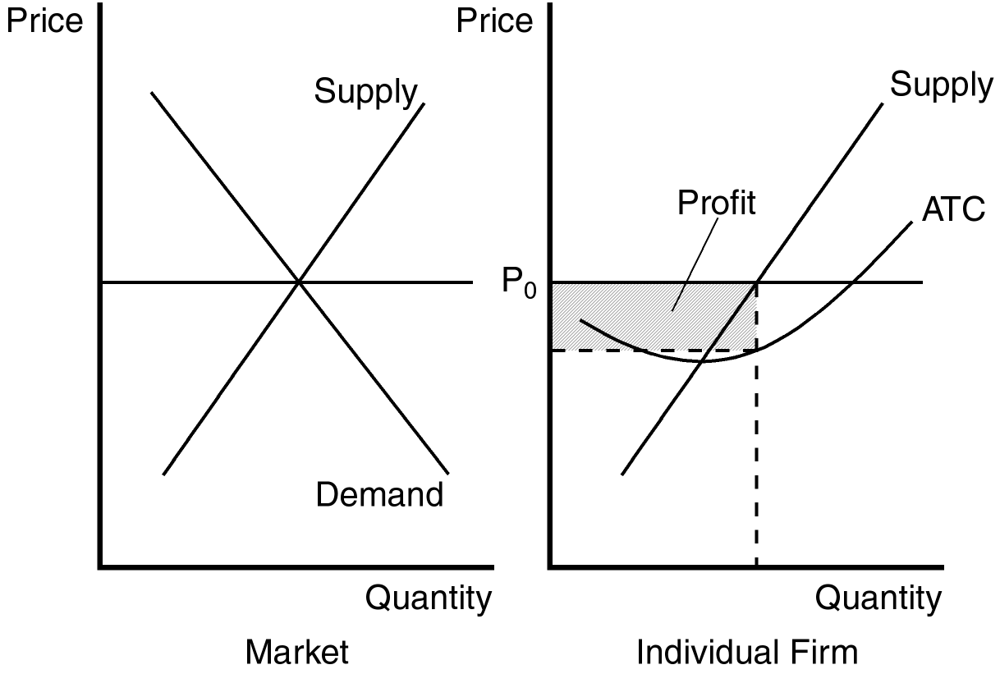 Price
Supply
Demand
Quantity
Market
Price
Supply
Profit
ATC
P₀
Quantity
Individual Firm